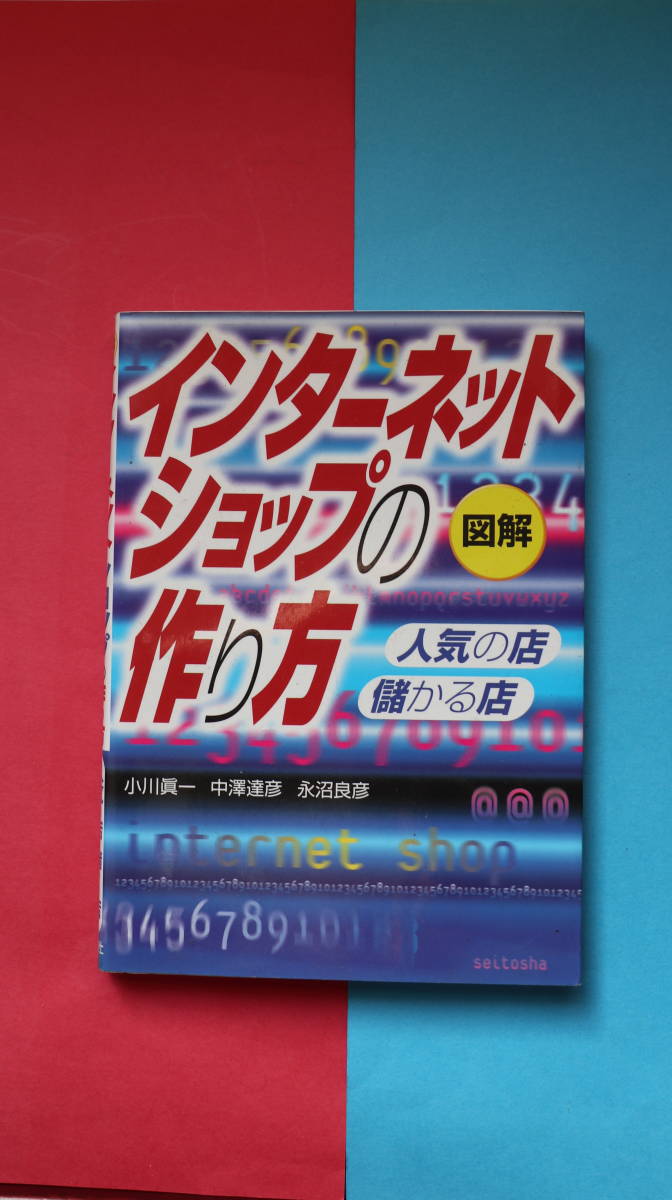 インターネット
ショップの
作り方
図解
人気の店
儲かる店
小川眞一 中澤達彦 永沼良彦
@@@
internet shop
seitosha